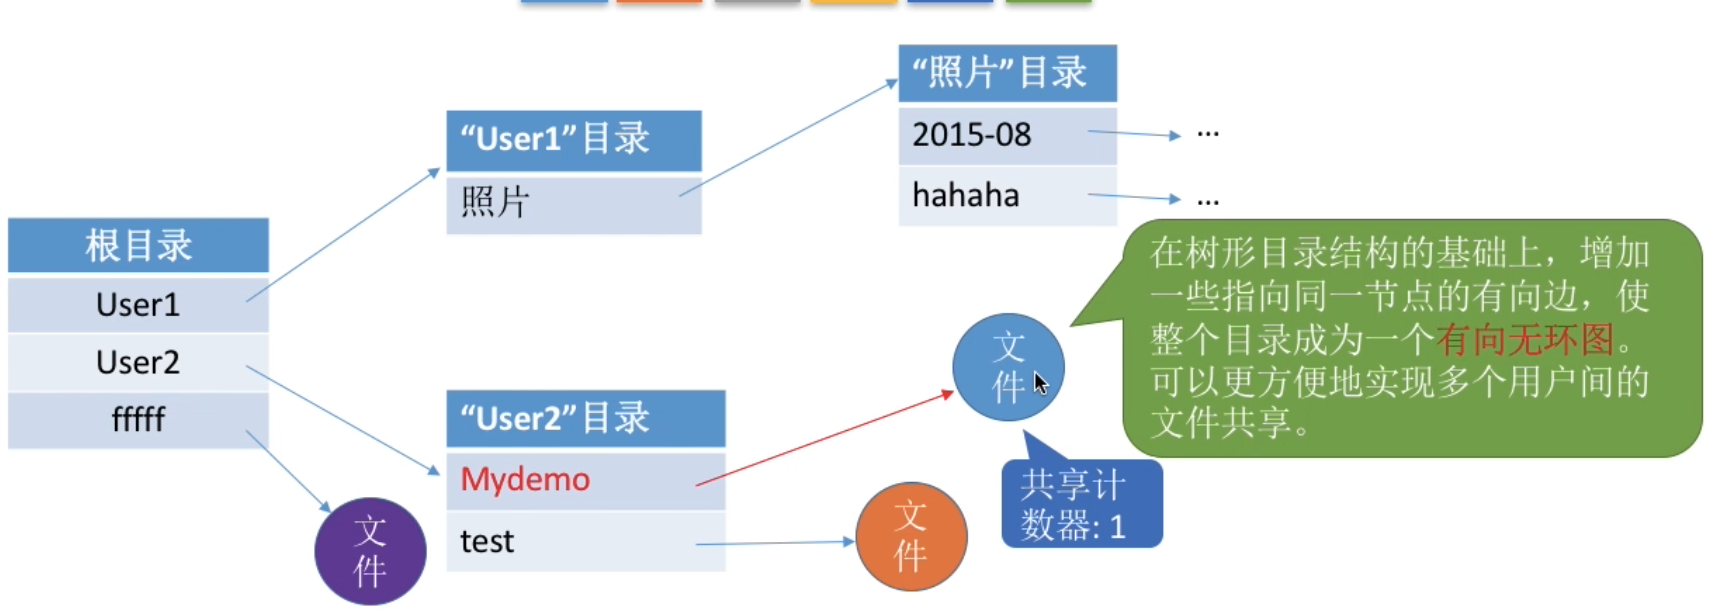 “照片”目录
2015-08
...
hahaha
...
“User1”目录
照片
根目录
User1
User2
fffff
文
件
“User2”目录
Mydemo
test
文
件
文
件
共享计
数器: 1
在树形目录结构的基础上，增加
一些指向同一节点的有向边，使
整个目录成为一个有向无环图。
可以更方便地实现多个用户间的
文件共享。